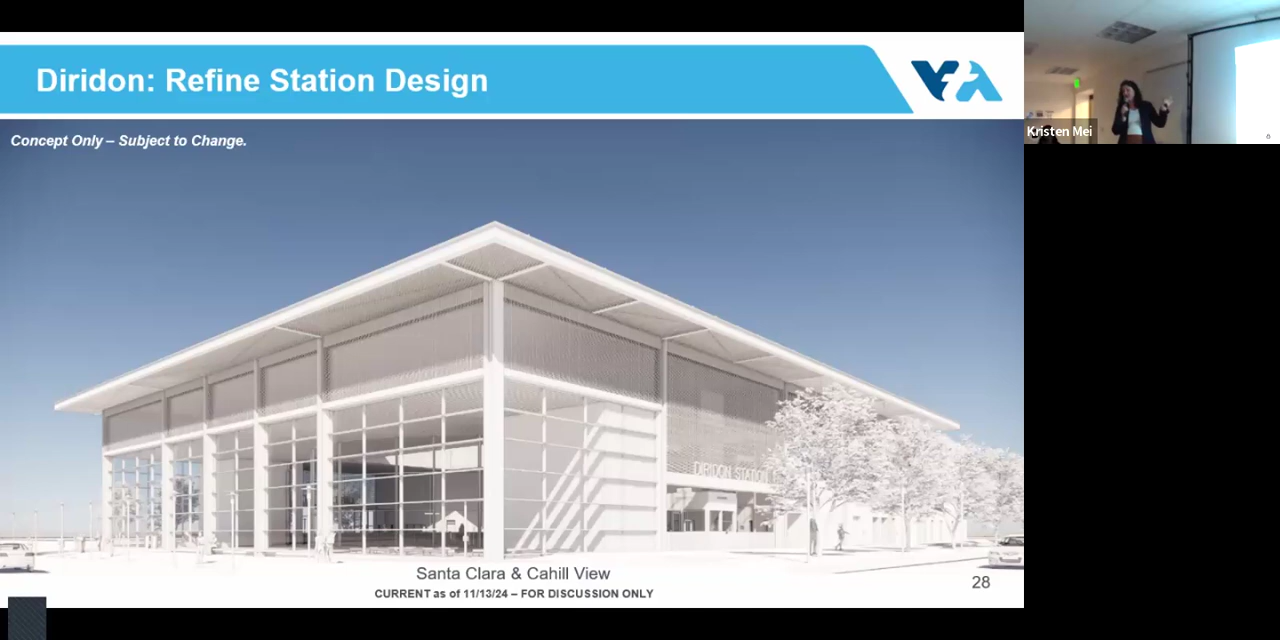 Diridon: Refine Station Design
VTA
Concept Only – Subject to Change.
DIRIDON STATION
Santa Clara & Cahill View
CURRENT as of 11/13/24 – FOR DISCUSSION ONLY
28
Kristen Mei